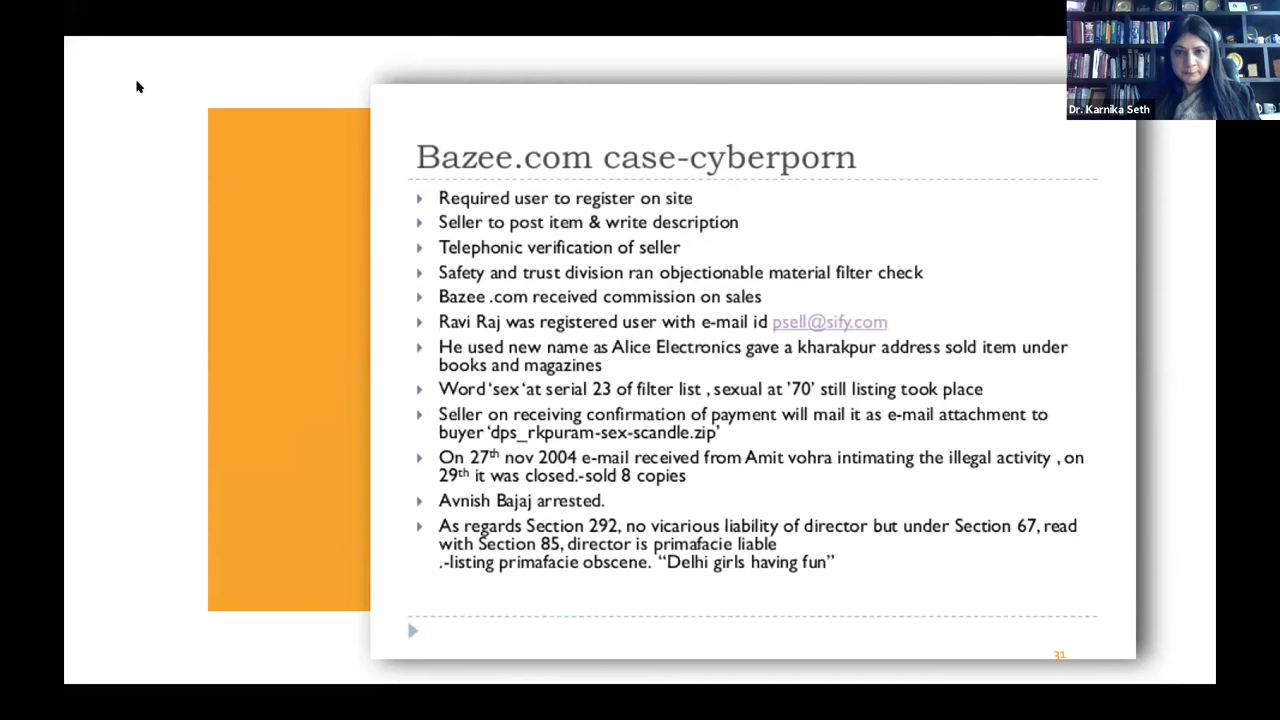 Dr. Karnika Seth
Bazee.com case-cyberporn
Required user to register on site
Seller to post item & write description
Telephonic verification of seller
Safety and trust division ran objectionable material filter check
Bazee .com received commission on sales
Ravi Raj was registered user with e-mail id psell@sify.com
He used new name as Alice Electronics gave a kharakpur address sold item under
books and magazines
Word ‘sex ‘at serial 23 of filter list , sexual at ’70’ still listing took place
Seller on receiving confirmation of payment will mail it as e-mail attachment to
buyer ‘dps_rkpuram-sex-scandle.zip’
On 27th nov 2004 e-mail received from Amit vohra intimating the illegal activity , on
29th it was closed.-sold 8 copies
Avnish Bajaj arrested.
As regards Section 292, no vicarious liability of director but under Section 67, read
with Section 85, director is primafacie liable
.-listing primafacie obscene. “Delhi girls having fun”
31